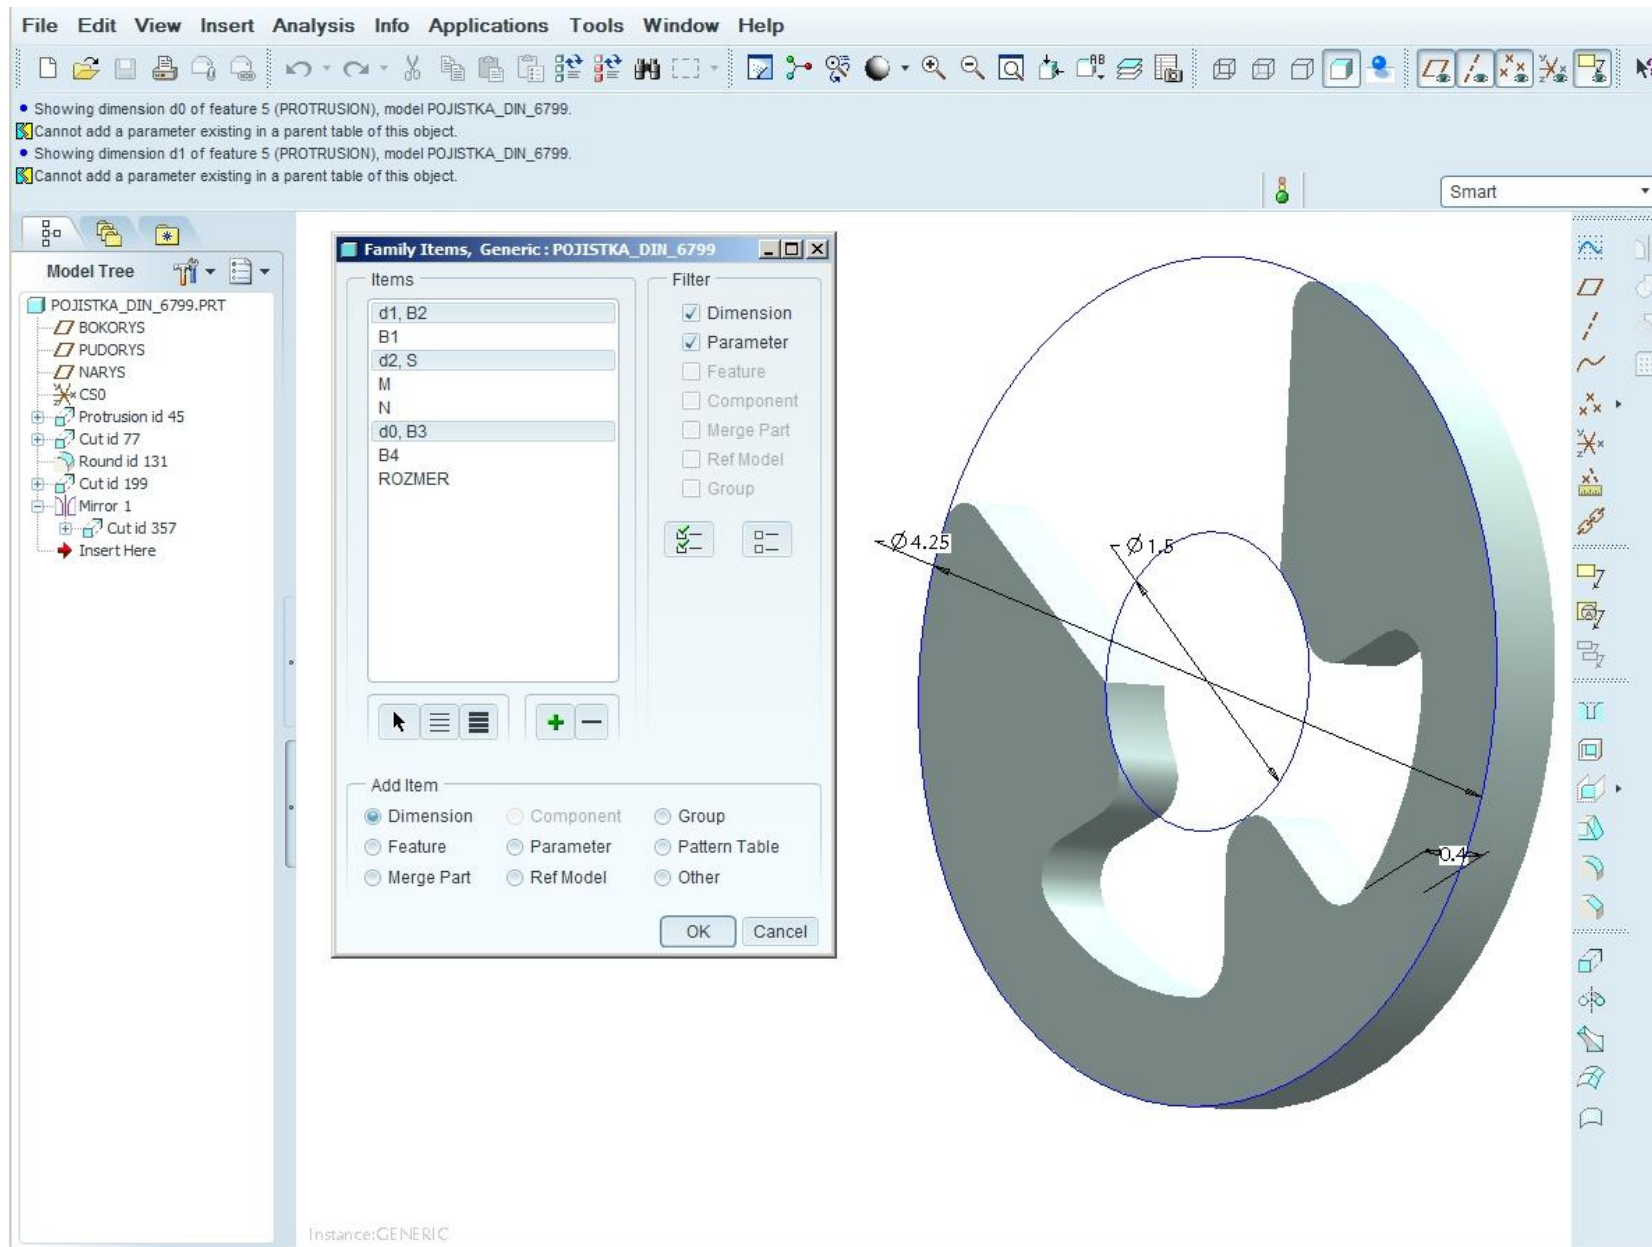 File Edit View Insert Analysis Info Applications Tools Window Help
Showing dimension d0 of feature 5 (PROTRUSION), model POJISTKA_DIN_6799.
Cannot add a parameter existing in a parent table of this object.
Showing dimension d1 of feature 5 (PROTRUSION), model POJISTKA_DIN_6799.
Cannot add a parameter existing in a parent table of this object.
Smart
Model Tree
POJISTKA_DIN_6799.PRT
BOKORYS
PUDORYS
NARYS
CS0
Protrusion id 45
Cut id 77
Round id 131
Cut id 199
Mirror 1
Cut id 357
Insert Here
Family Items, Generic : POJISTKA_DIN_6799
Items
d1, B2
B1
d2, S
M
N
d0, B3
B4
ROZMER
Filter
Dimension
Parameter
Feature
Component
Merge Part
Ref Model
Group
Add Item
Dimension Component Group
Feature Parameter Pattern Table
Merge Part Ref Model Other
OK Cancel
Ø4.25
Ø1.5
0.4
Instance:GENERIC